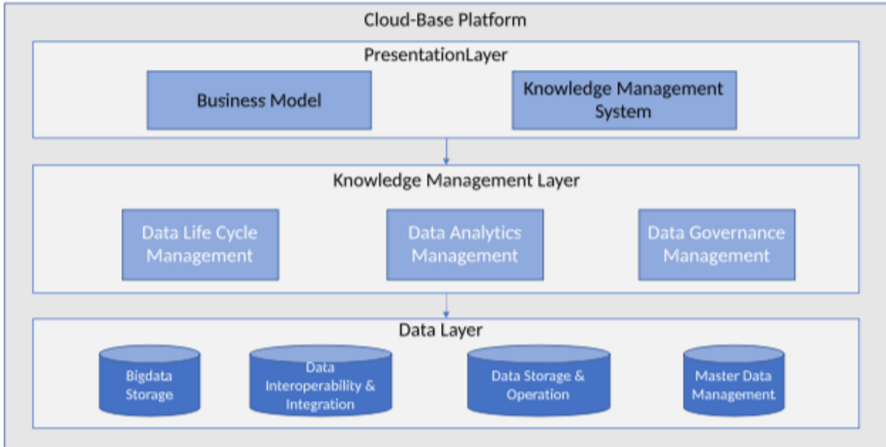 Cloud-Base Platform
PresentationLayer
Business Model
Knowledge Management
System
Knowledge Management Layer
Data Life Cycle
Management
Data Analytics
Management
Data Governance
Management
Data Layer
Bigdata
Storage
Data
Interoperability &
Integration
Data Storage &
Operation
Master Data
Management